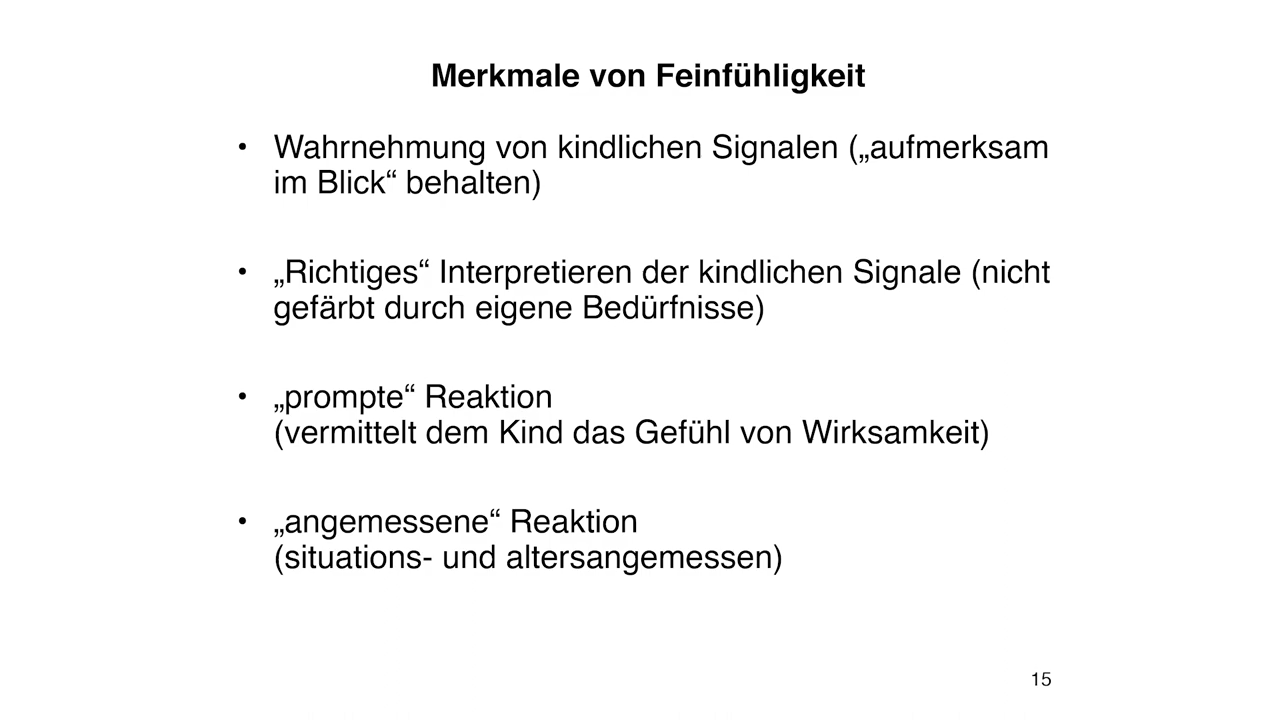 Merkmale von Feinfühligkeit
• Wahrnehmung von kindlichen Signalen („aufmerksam
im Blick“ behalten)
• „Richtiges“ Interpretieren der kindlichen Signale (nicht
gefärbt durch eigene Bedürfnisse)
• „prompte“ Reaktion
(vermittelt dem Kind das Gefühl von Wirksamkeit)
• „angemessene“ Reaktion
(situations- und altersangemessen)
15